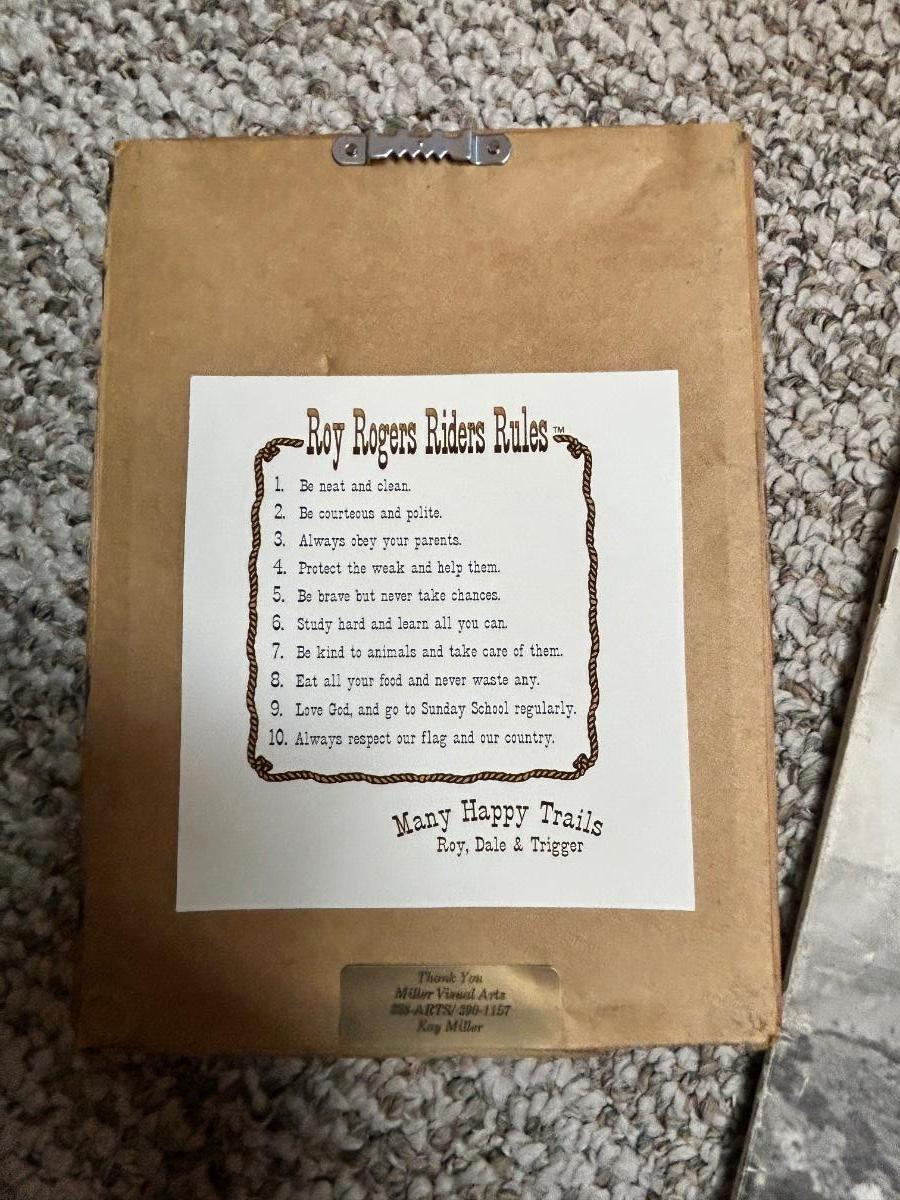 Roy Rogers Riders Rules™
1. Be neat and clean.
2. Be courteous and polite.
3. Always obey your parents.
4. Protect the weak and help them.
5. Be brave but never take chances.
6. Study hard and learn all you can.
7. Be kind to animals and take care of them.
8. Eat all your food and never waste any.
9. Love God, and go to Sunday School regularly.
10. Always respect our flag and our country.
Many Happy Trails
Roy, Dale & Trigger
Thank You
Miller Visual Arts
390-1157
Kay Miller